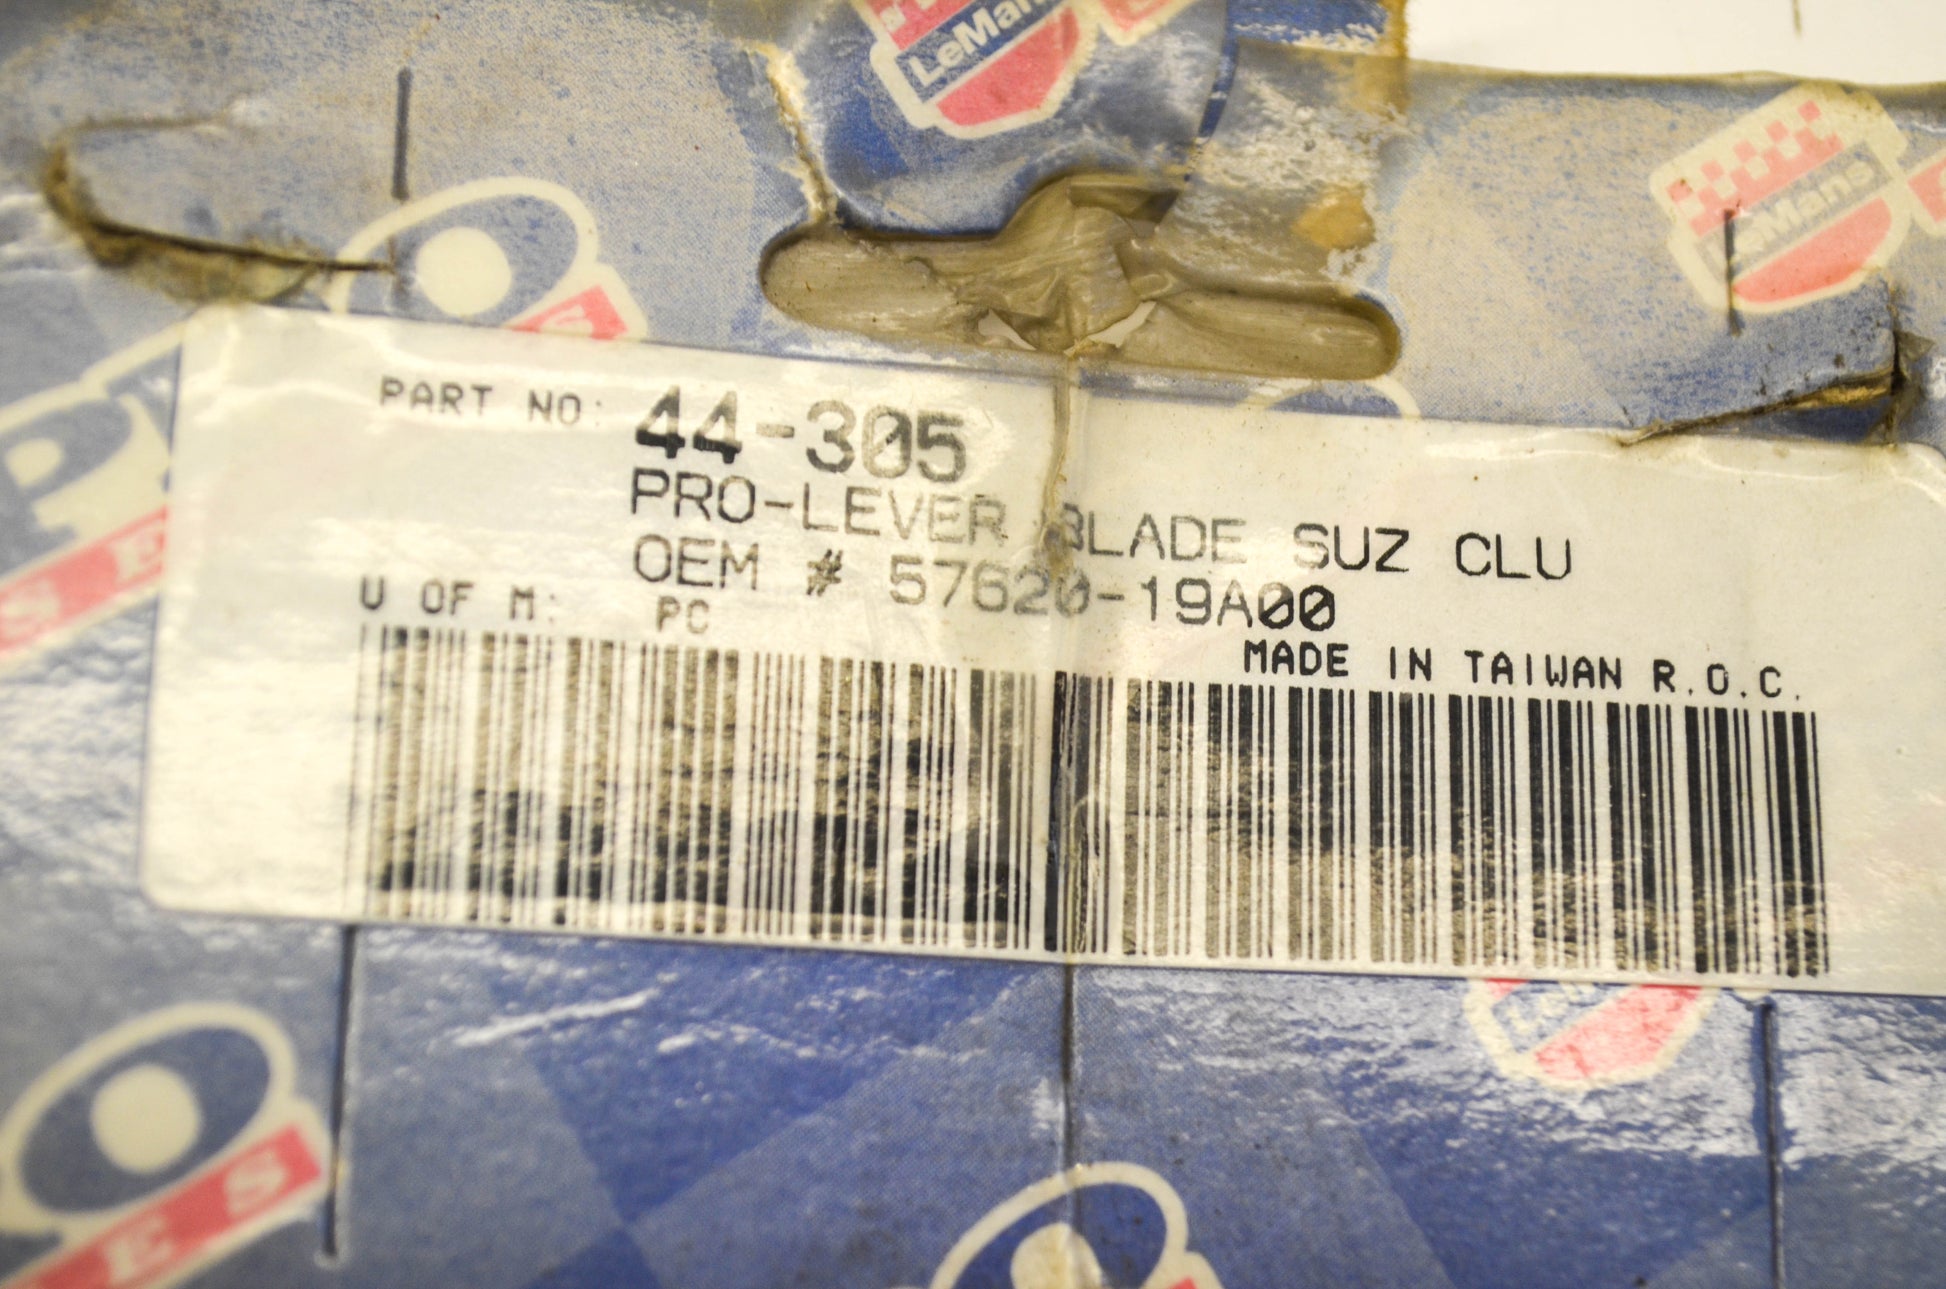 LeMans
LeMans
PART NO: 44-305
PRO-LEVER BLADE SUZ CLU
OEM # 57620-19A00
U OF M: PC
MADE IN TAIWAN R.O.C.